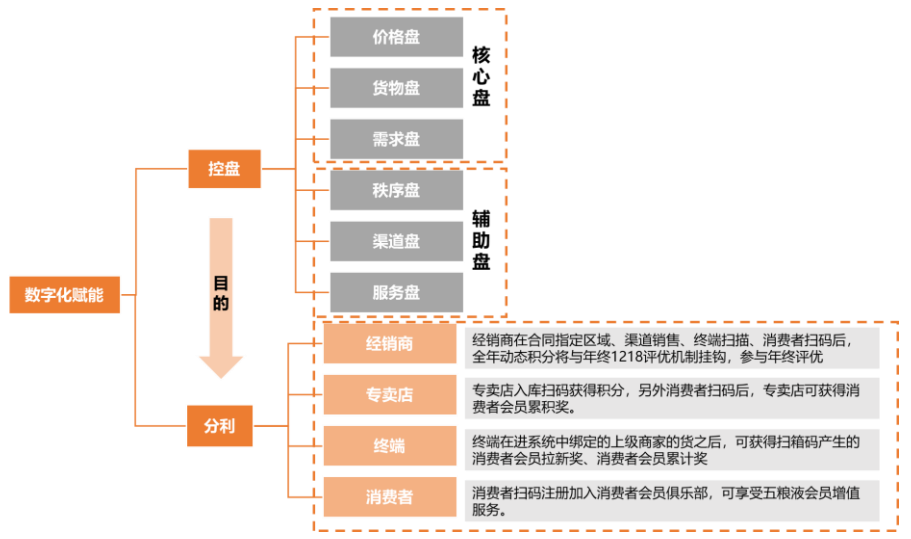 数字化赋能
控盘
目的
分利
价格盘
货物盘
需求盘
核心盘
秩序盘
渠道盘
服务盘
辅助盘
经销商
经销商在合同指定区域、渠道销售、终端扫描、消费者扫码后，
全年动态积分将与年终1218评优机制挂钩，参与年终评优
专卖店
专卖店入库扫码获得积分，另外消费者扫码后，专卖店可获得消
费者会员累积奖。
终端
终端在进系统中绑定的上级商家的货之后，可获得扫箱码产生的
消费者会员拉新奖、消费者会员累计奖
消费者
消费者扫码注册加入消费者会员俱乐部，可享受五粮液会员增值
服务。